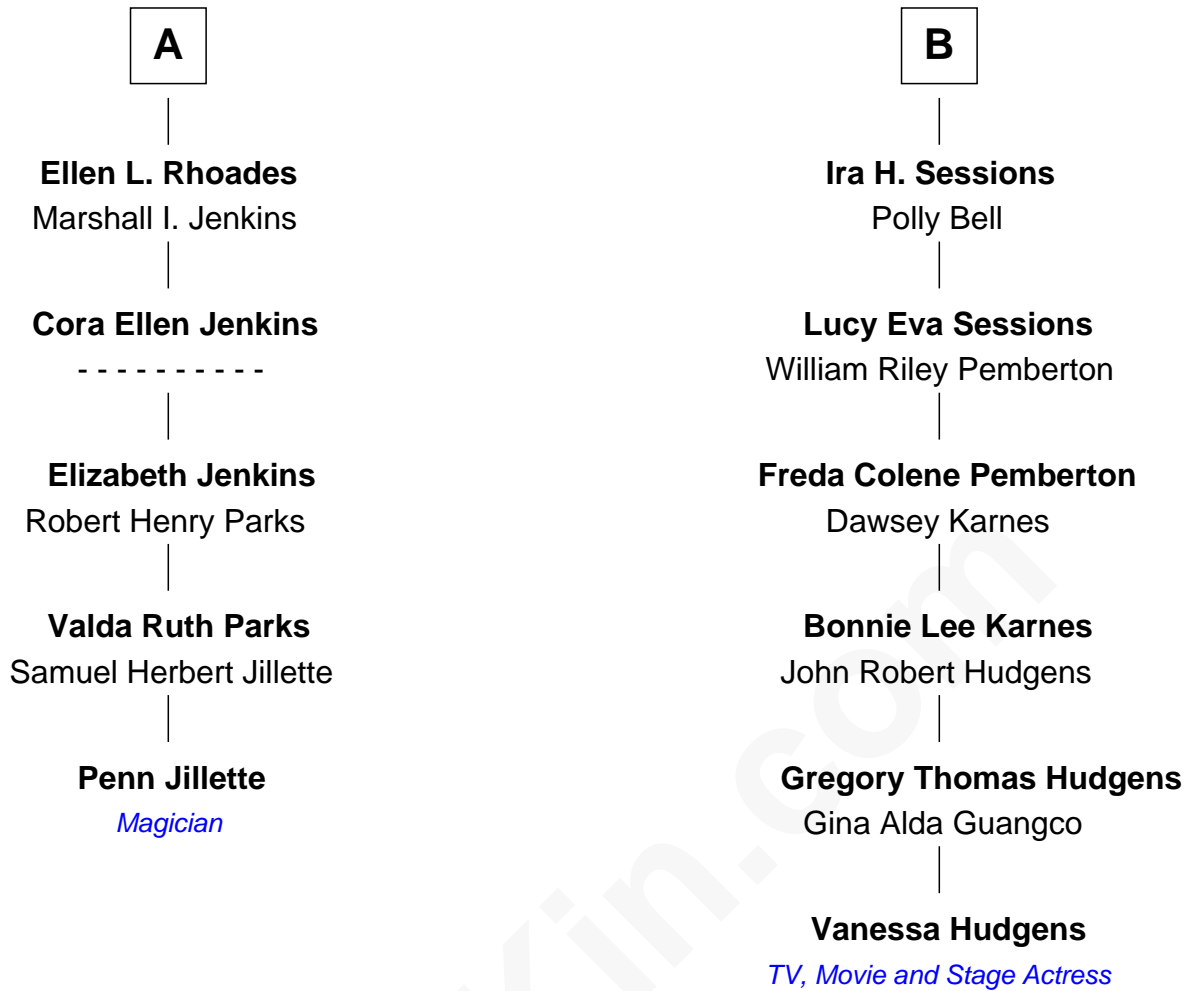 A
B
Ellen L. Rhoades
Marshall I. Jenkins
Ira H. Sessions
Polly Bell
Cora Ellen Jenkins
- - - - - - - - - -
Lucy Eva Sessions
William Riley Pemberton
Elizabeth Jenkins
Robert Henry Parks
Freda Colene Pemberton
Dawsey Karnes
Valda Ruth Parks
Samuel Herbert Jillette
Bonnie Lee Karnes
John Robert Hudgens
Penn Jillette
Magician
Gregory Thomas Hudgens
Gina Alda Guangco
Vanessa Hudgens
TV, Movie and Stage Actress